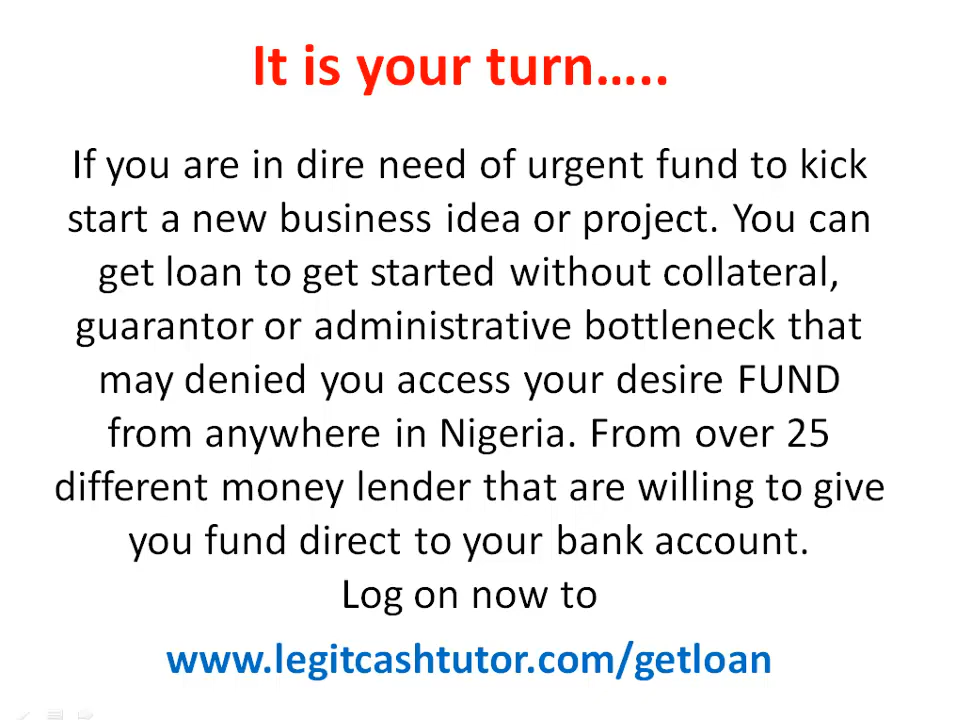 It is your turn.....
If you are in dire need of urgent fund to kick
start a new business idea or project. You can
get loan to get started without collateral,
guarantor or administrative bottleneck that
may denied you access your desire FUND
from anywhere in Nigeria. From over 25
different money lender that are willing to give
you fund direct to your bank account.
Log on now to
www.legitcashtutor.com/getloan